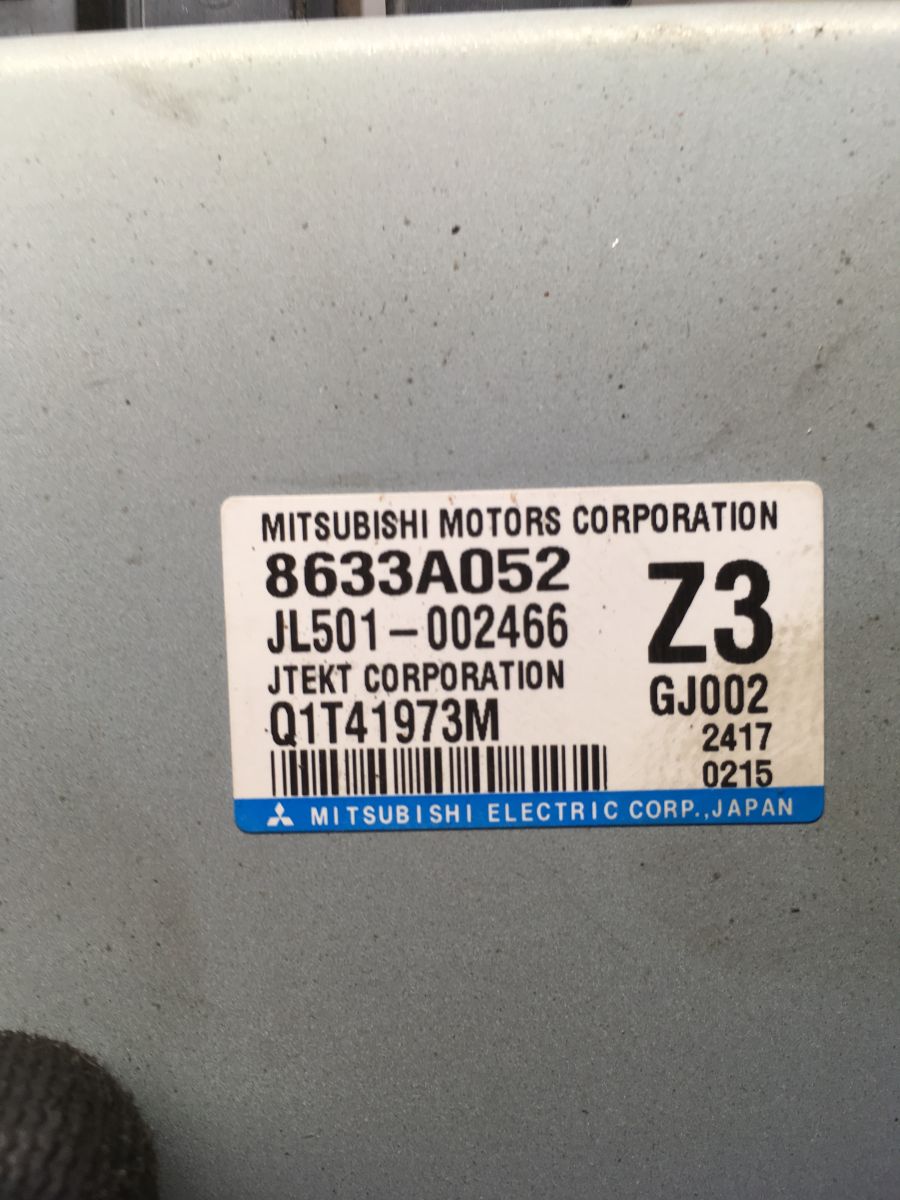 MITSUBISHI MOTORS CORPORATION
8633A052
Z3
JL501-002466
JTEKT CORPORATION
GJ002
Q1T41973M
2417
0215
MITSUBISHI ELECTRIC CORP.,JAPAN